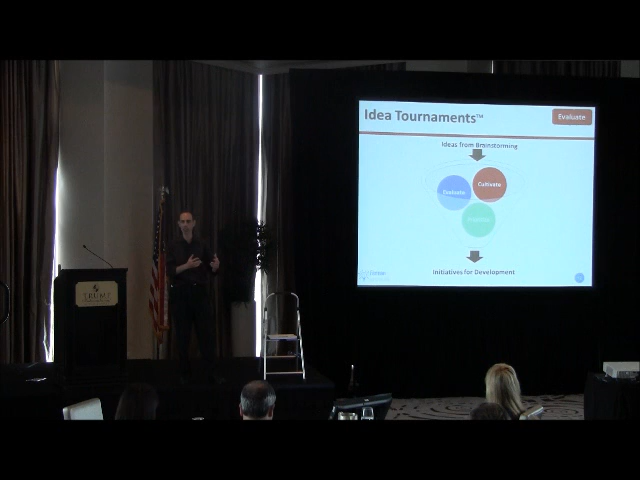 Idea Tournaments™
Evaluate
Ideas from Brainstorming
Cultivate
Evaluate
Initiatives for Development
TRUMP